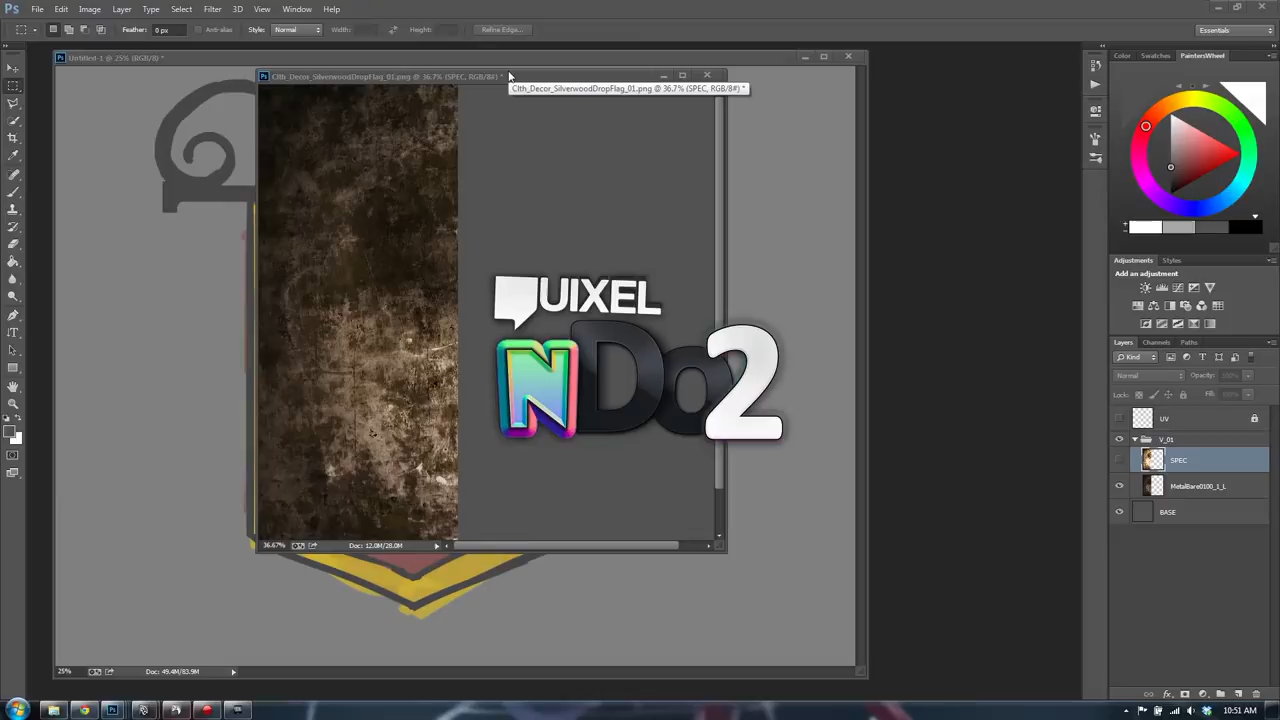 Ps File Edit Image Layer Type Select Filter 3D View Window Help
Feather: 0 px Anti-alias Style: Normal Width: Height: Refine Edge... Essentials
Untitled-1 @ 25% (RGB/8) *
Clth_Decor_SilverwoodDropFlag_01.png @ 36.7% (SPEC, RGB/8#) *
Clth_Decor_SilverwoodDropFlag_01.png @ 36.7% (SPEC, RGB/8#) *
Color Swatches PaintersWheel
Adjustments Styles
Add an adjustment
UIXEL
NDo2
Layers Channels Paths
Kind
Normal Opacity: 100%
Lock: Fill: 100%
UV
V_01
SPEC
MetalBare0100_1_L
BASE
36.67% Doc: 12.0M/28.0M
25% Doc: 49.4M/83.9M
10:51 AM